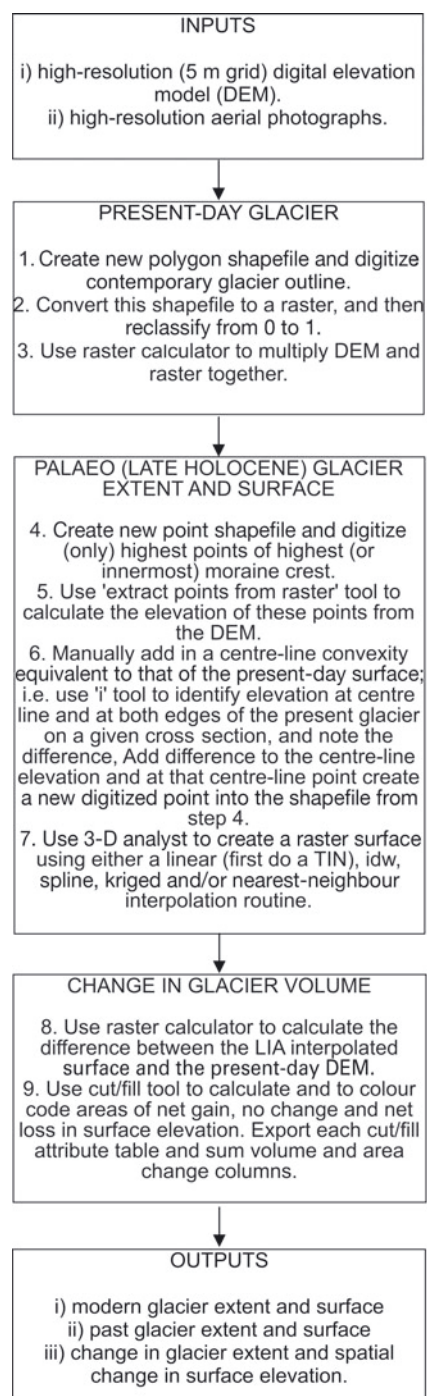 INPUTS
i) high-resolution (5 m grid) digital elevation
model (DEM).
ii) high-resolution aerial photographs.
PRESENT-DAY GLACIER
1. Create new polygon shapefile and digitize
contemporary glacier outline.
2. Convert this shapefile to a raster, and then
reclassify from 0 to 1.
3. Use raster calculator to multiply DEM and
raster together.
PALAEO (LATE HOLOCENE) GLACIER
EXTENT AND SURFACE
4. Create new point shapefile and digitize
(only) highest points of highest (or
innermost) moraine crest.
5. Use 'extract points from raster' tool to
calculate the elevation of these points from
the DEM.
6. Manually add in a centre-line convexity
equivalent to that of the present-day surface;
i.e. use 'i' tool to identify elevation at centre
line and at both edges of the present glacier
on a given cross section, and note the
difference, Add difference to the centre-line
elevation and at that centre-line point create
a new digitized point into the shapefile from
step 4.
7. Use 3-D analyst to create a raster surface
using either a linear (first do a TIN), idw,
spline, kriged and/or nearest-neighbour
interpolation routine.
CHANGE IN GLACIER VOLUME
8. Use raster calculator to calculate the
difference between the LIA interpolated
surface and the present-day DEM.
9. Use cut/fill tool to calculate and to colour
code areas of net gain, no change and net
loss in surface elevation. Export each cut/fill
attribute table and sum volume and area
change columns.
OUTPUTS
i) modern glacier extent and surface
ii) past glacier extent and surface
iii) change in glacier extent and spatial
change in surface elevation.